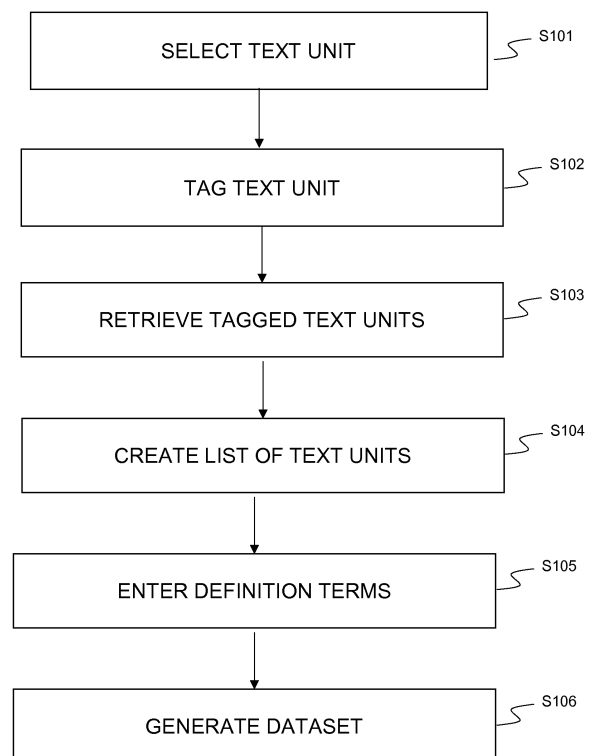 SELECT TEXT UNIT
S101
TAG TEXT UNIT
S102
RETRIEVE TAGGED TEXT UNITS
S103
CREATE LIST OF TEXT UNITS
S104
ENTER DEFINITION TERMS
S105
GENERATE DATASET
S106